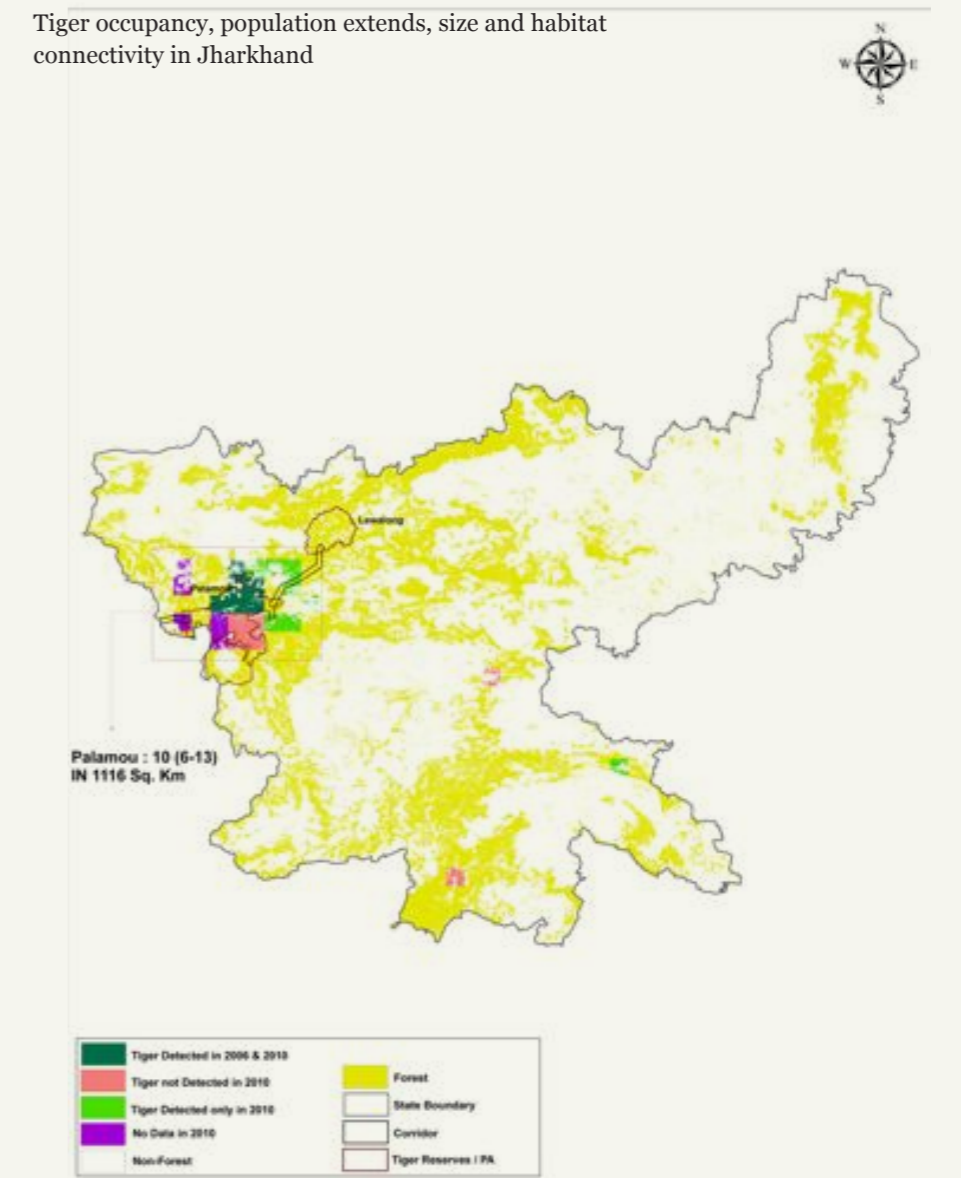 Tiger occupancy, population extends, size and habitat
connectivity in Jharkhand
N
W E
S
Lawalong
Palamou
Palamou : 10 (6-13)
IN 1116 Sq. Km
Tiger Detected in 2006 & 2010
Tiger not Detected in 2010
Tiger Detected only in 2010
No Data in 2010
Non-Forest
Forest
State Boundary
Corridor
Tiger Reserves / PA